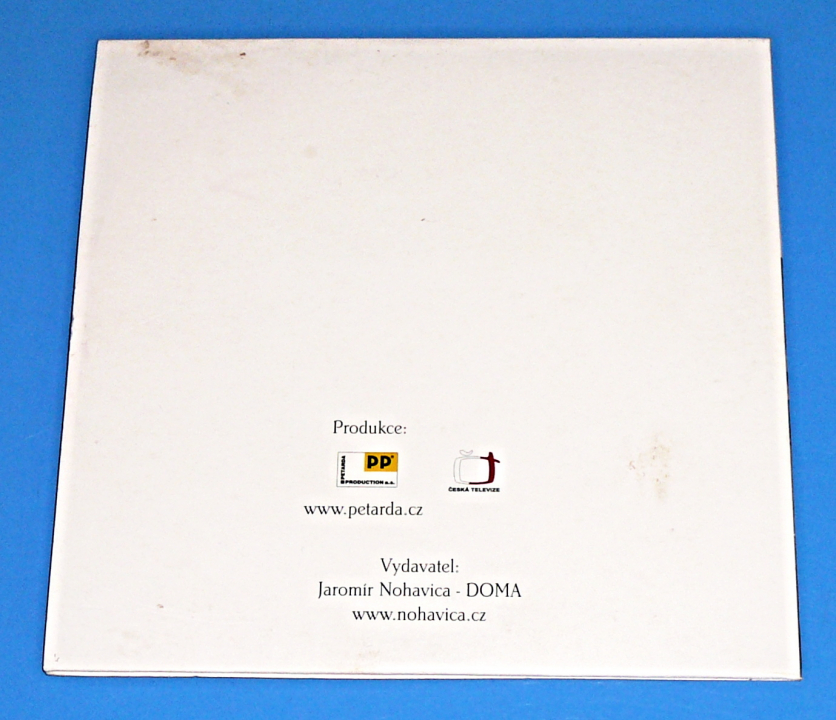 Produkce:
PETARDA
PP
PRODUCTION a.s.
ČESKÁ TELEVIZE
www.petarda.cz
Vydavatel:
Jaromír Nohavica - DOMA
www.nohavica.cz